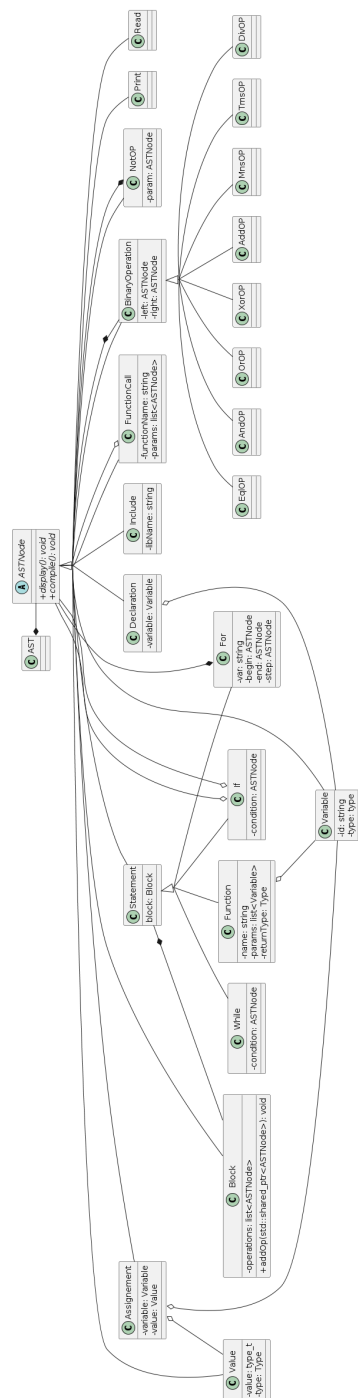 C AST
A ASTNode
+display(): void
+compile(): void
C Assignement
-variable: Variable
-value: Value
C Statement
block: Block
C Declaration
-variable: Variable
C Include
-libName: string
C FunctionCall
-functionName: string
-params: list<ASTNode>
C BinaryOperation
-left: ASTNode
-right: ASTNode
C NotOP
-param: ASTNode
C Print
C Read
C Value
-value: type_t
-type: Type
C Block
-operations: list<ASTNode>
+addOp(std::shared_ptr<ASTNode>): void
C While
-condition: ASTNode
C Function
-name: string
-params: list<Variable>
-returnType: Type
C If
-condition: ASTNode
C For
-var: string
-begin: ASTNode
-end: ASTNode
-step: ASTNode
C EqlOP
C AndOP
C OrOP
C XorOP
C AddOP
C MnsOP
C TmsOP
C DivOP
C Variable
-id: string
-type: type